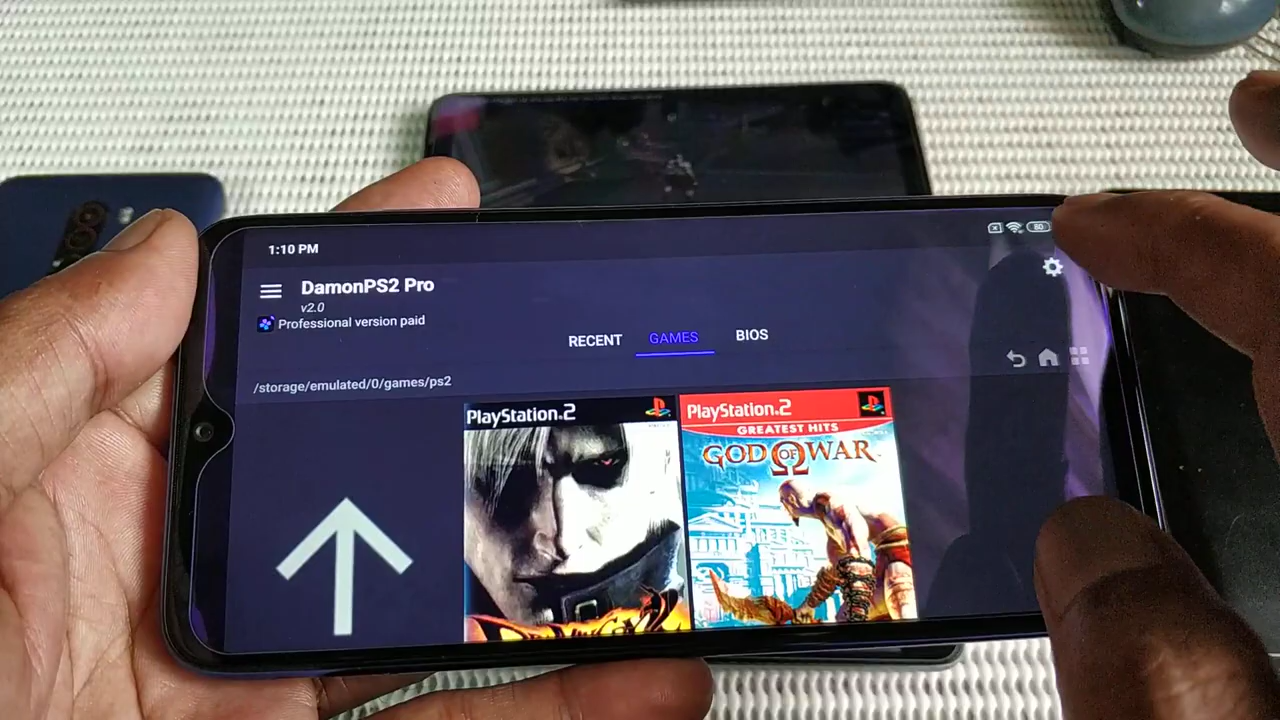 1:10 PM
80
DamonPS2 Pro
v2.0
Professional version paid
RECENT
GAMES
BIOS
/storage/emulated/0/games/ps2
PlayStation.2
PlayStation.2
GREATEST HITS
GOD OF WAR